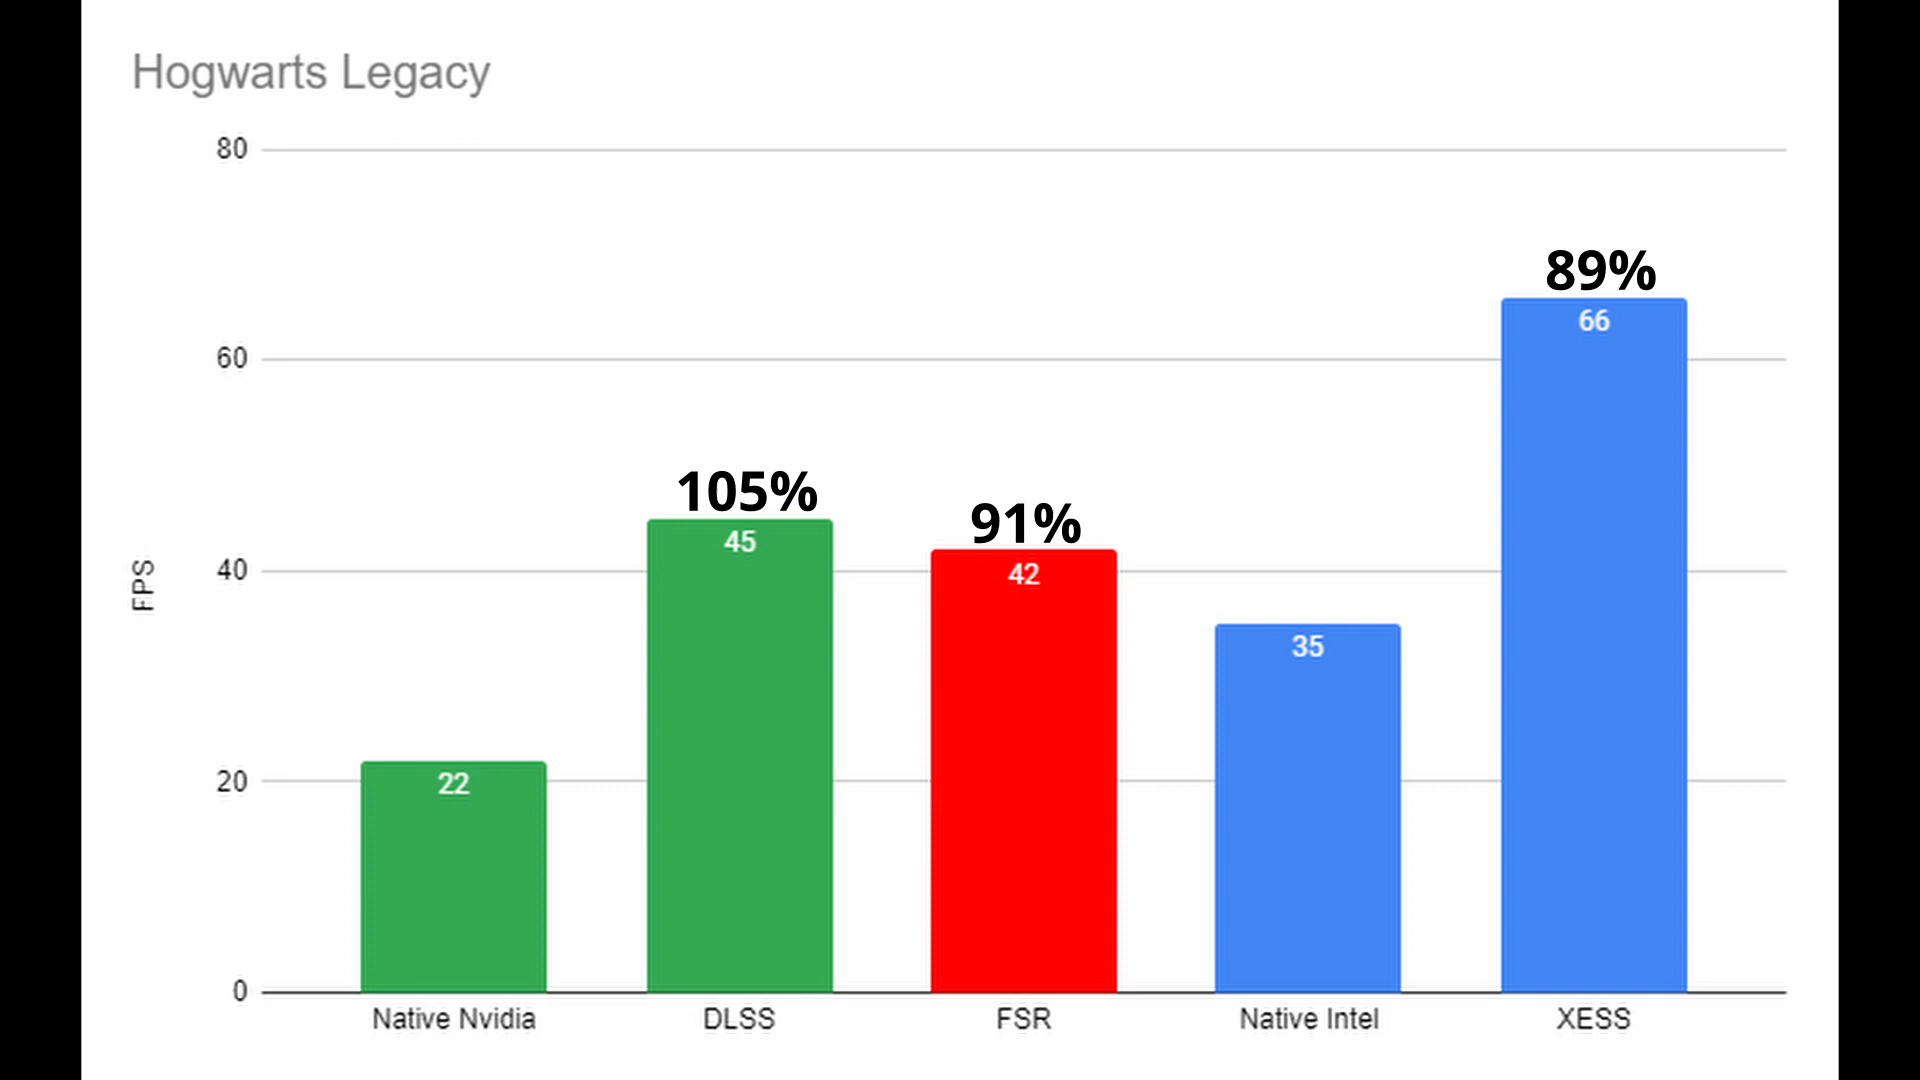 Hogwarts Legacy
80
89%
66
60
105%
45
91%
42
FPS
40
35
22
20
0
Native Nvidia
DLSS
FSR
Native Intel
XESS